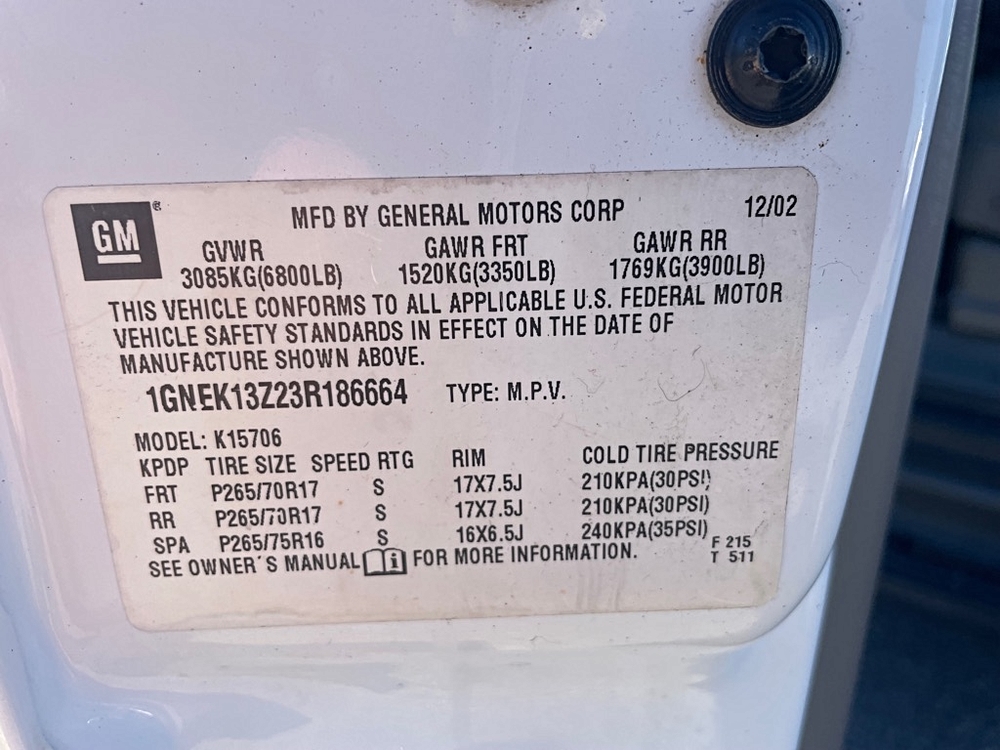 GM ®
MFD BY GENERAL MOTORS CORP 12/02
GVWR GAWR FRT GAWR RR
3085KG(6800LB) 1520KG(3350LB) 1769KG(3900LB)
THIS VEHICLE CONFORMS TO ALL APPLICABLE U.S. FEDERAL MOTOR
VEHICLE SAFETY STANDARDS IN EFFECT ON THE DATE OF
MANUFACTURE SHOWN ABOVE.
1GNEK13Z23R186664 TYPE: M.P.V.
MODEL: K15706
KPDP TIRE SIZE SPEED RTG RIM COLD TIRE PRESSURE
FRT P265/70R17 S 17X7.5J 210KPA(30PSI)
RR P265/70R17 S 17X7.5J 210KPA(30PSI)
SPA P265/75R16 S 16X6.5J 240KPA(35PSI)
F 215
T 511
SEE OWNER'S MANUAL i FOR MORE INFORMATION.